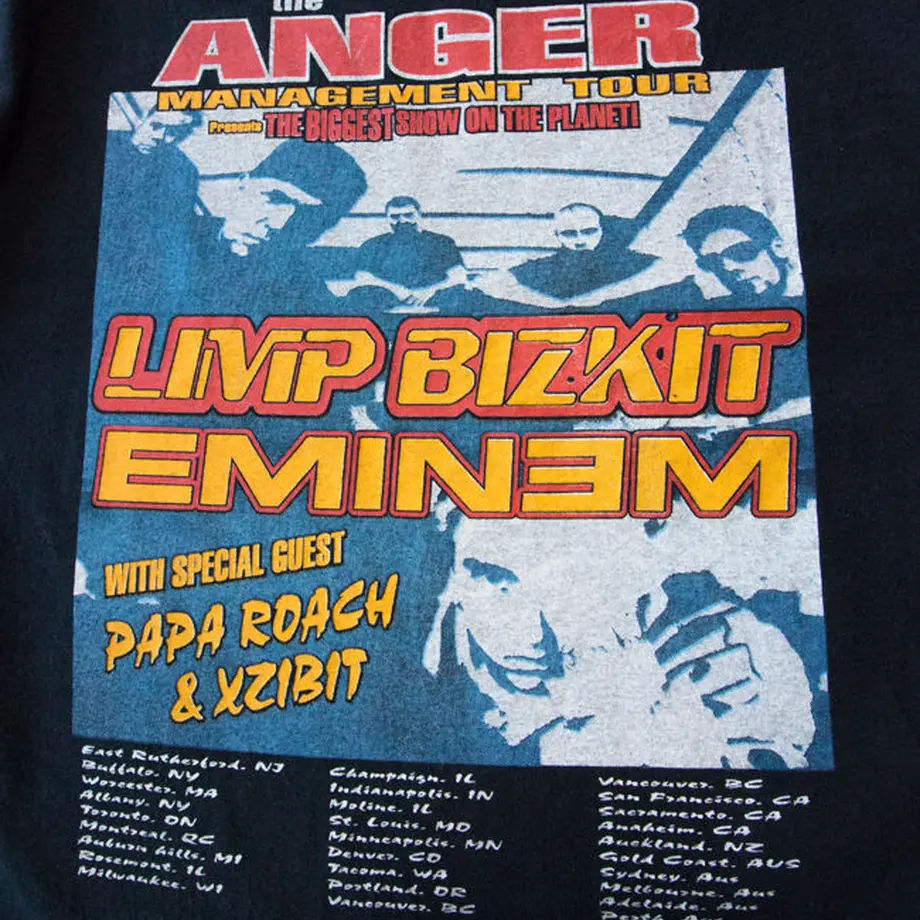 the
ANGER
MANAGEMENT TOUR
Presents THE BIGGEST SHOW ON THE PLANET!
LIMP BIZKIT
EMINƎM
WITH SPECIAL GUEST
PAPA ROACH
& XZIBIT
East Rutherford. NJ
Buffalo. NY
Worcester. MA
Albany. NY
Toronto. ON
Montreal. QC
Auburn hills. MI
Rosemont. IL
Milwaukee. WI
Champaign. IL
Indianapolis. IN
Moline. IL
St. Louis. MO
Minneapolis. MN
Denver. CO
Tacoma. WA
Portland. OR
Vancouver. BC
Vancouver. BC
San Francisco. CA
Sacramento. CA
Anaheim. CA
Auckland. NZ
Gold Coast. AUS
Sydney. Aus
Melbourne. Aus
Adelaide. Aus
Perth. Aus